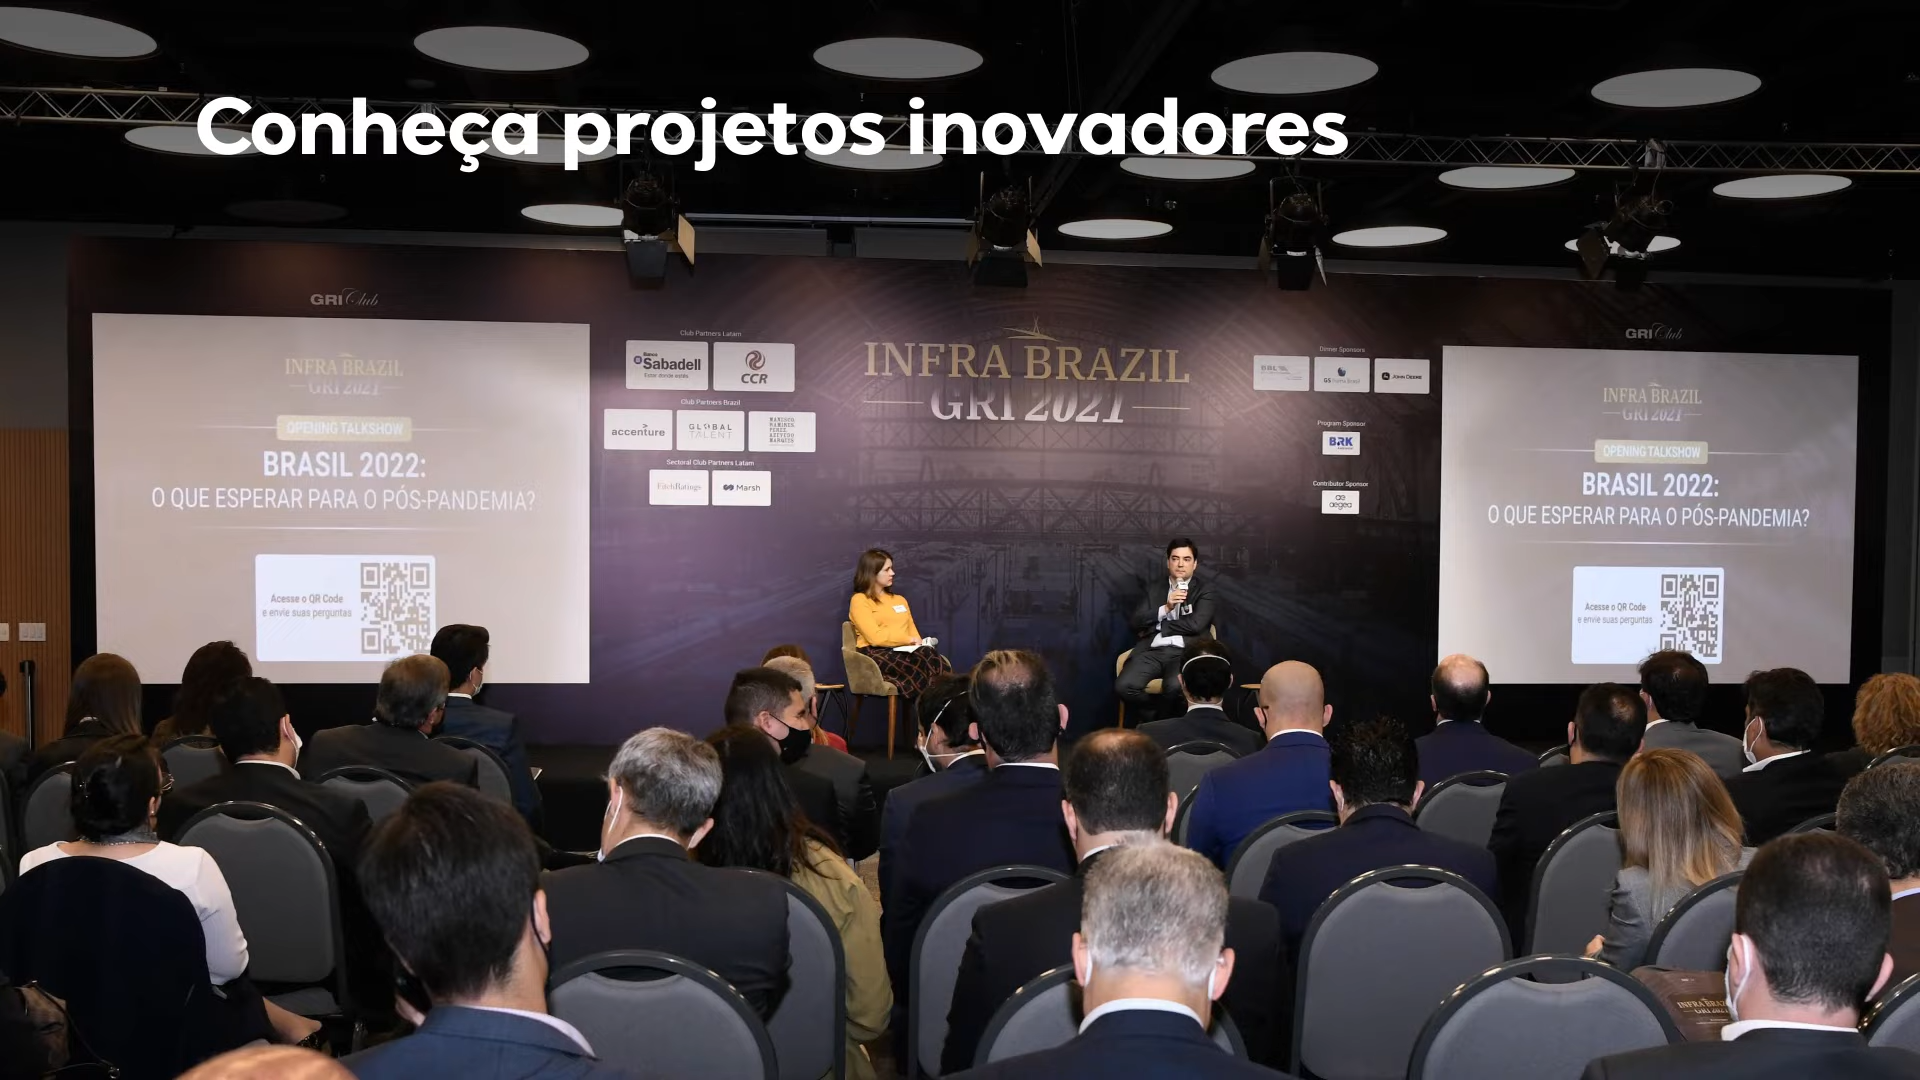 Conheça projetos inovadores
GRI Club
INFRA BRAZIL
GRI 2021
OPENING TALKSHOW
BRASIL 2022:
O QUE ESPERAR PARA O PÓS-PANDEMIA?
Acesse o QR Code
e envie suas perguntas
Club Partners Latam
Sabadell
CCR
Club Partners Brazil
accenture
GLOBAL
TALENT
Sectoral Club Partners Latam
FitchRatings
Marsh
INFRA BRAZIL
GRI 2021
Dinner Sponsors
JOHN DEERE
Program Sponsor
BRK
Contributor Sponsor
aegea
GRI Club
INFRA BRAZIL
GRI 2021
OPENING TALKSHOW
BRASIL 2022:
O QUE ESPERAR PARA O PÓS-PANDEMIA?
Acesse o QR Code
e envie suas perguntas